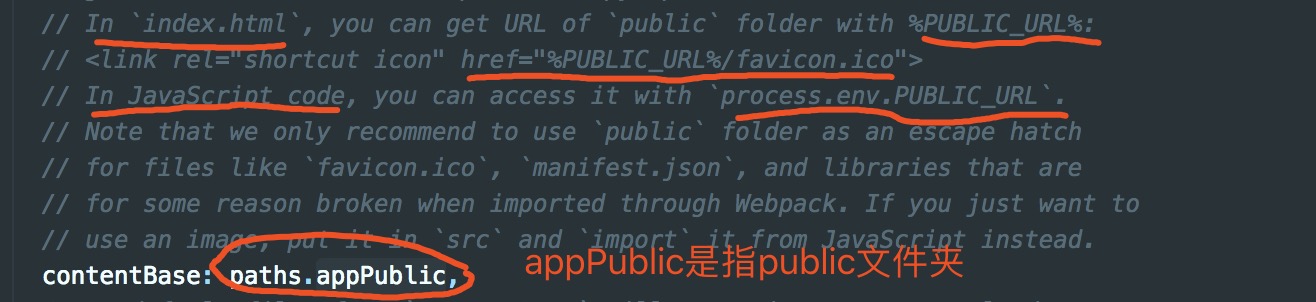 // In `index.html`, you can get URL of `public` folder with %PUBLIC_URL%:
// <link rel="shortcut icon" href="%PUBLIC_URL%/favicon.ico">
// In JavaScript code, you can access it with `process.env.PUBLIC_URL`.
// Note that we only recommend to use `public` folder as an escape hatch
// for files like `favicon.ico`, `manifest.json`, and libraries that are
// for some reason broken when imported through Webpack. If you just want to
// use an image, put it in `src` and `import` it from JavaScript instead.
contentBase: paths.appPublic, appPublic是指public文件夹